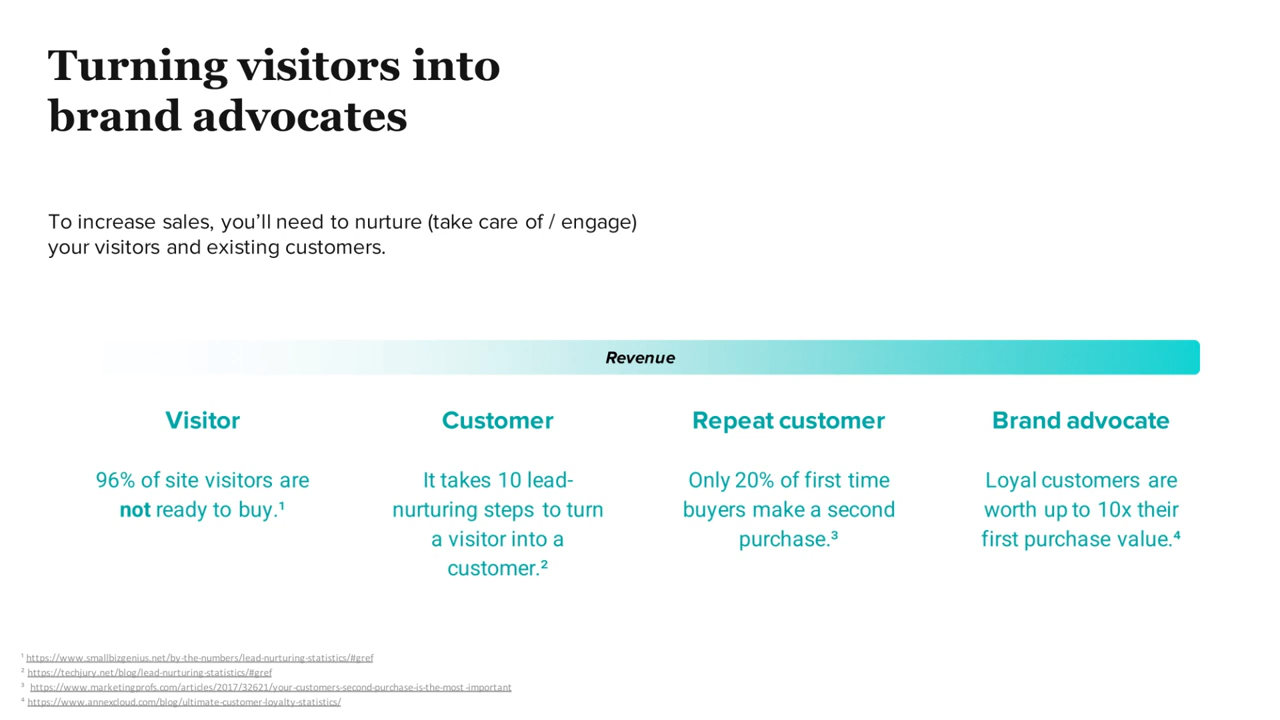 Turning visitors into
brand advocates
To increase sales, you’ll need to nurture (take care of / engage)
your visitors and existing customers.
Revenue
Visitor
96% of site visitors are
not ready to buy.¹
Customer
It takes 10 lead-
nurturing steps to turn
a visitor into a
customer.²
Repeat customer
Only 20% of first time
buyers make a second
purchase.³
Brand advocate
Loyal customers are
worth up to 10x their
first purchase value.⁴
¹ https://www.smallbizgenius.net/by-the-numbers/lead-nurturing-statistics/#gref
² https://techjury.net/blog/lead-nurturing-statistics/#gref
³ https://www.marketingprofs.com/articles/2017/32621/your-customers-second-purchase-is-the-most-important
⁴ https://www.annexcloud.com/blog/ultimate-customer-loyalty-statistics/